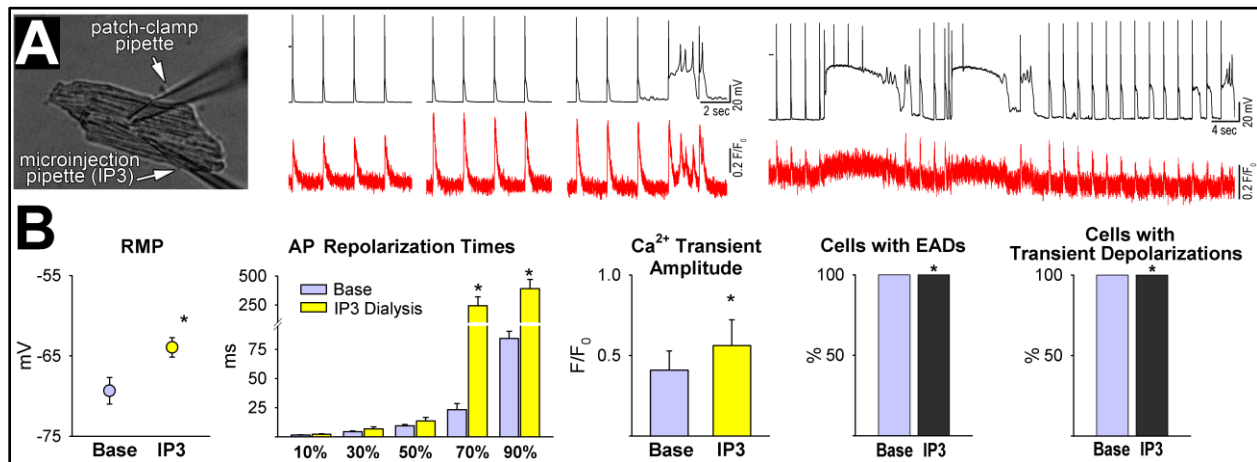 A
patch-clamp
pipette
microinjection
pipette (IP3)
2 sec
20 mV
0.2 F/F0
4 sec
20 mV
0.2 F/F0
B
RMP
-55
-65
-75
mV
Base IP3
AP Repolarization Times
500
250
75
50
25
ms
Base
IP3 Dialysis
*
*
10% 30% 50% 70% 90%
Ca2+ Transient
Amplitude
1.0
0.5
F/F0
*
Base IP3
Cells with EADs
100
50
%
*
Base IP3
Cells with
Transient Depolarizations
100
50
%
*
Base IP3
*